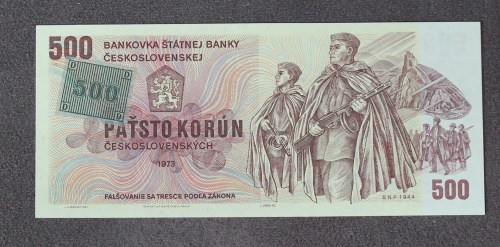 500
BANKOVKA ŠTÁTNEJ BANKY
ČESKOSLOVENSKEJ
D D
500
D D
PÄŤSTO KORÚN
ČESKOSLOVENSKÝCH
1973
FALŠOVANIE SA TRESCE PODĽA ZÁKONA
SNP 1944
500